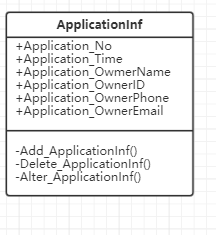 ApplicationInf
+Application_No
+Application_Time
+Application_OwmerName
+Application_OwnerID
+Application_OwnerPhone
+Application_OwnerEmail
-Add_ApplicationInf()
-Delete_ApplicationInf()
-Alter_ApplicationInf()